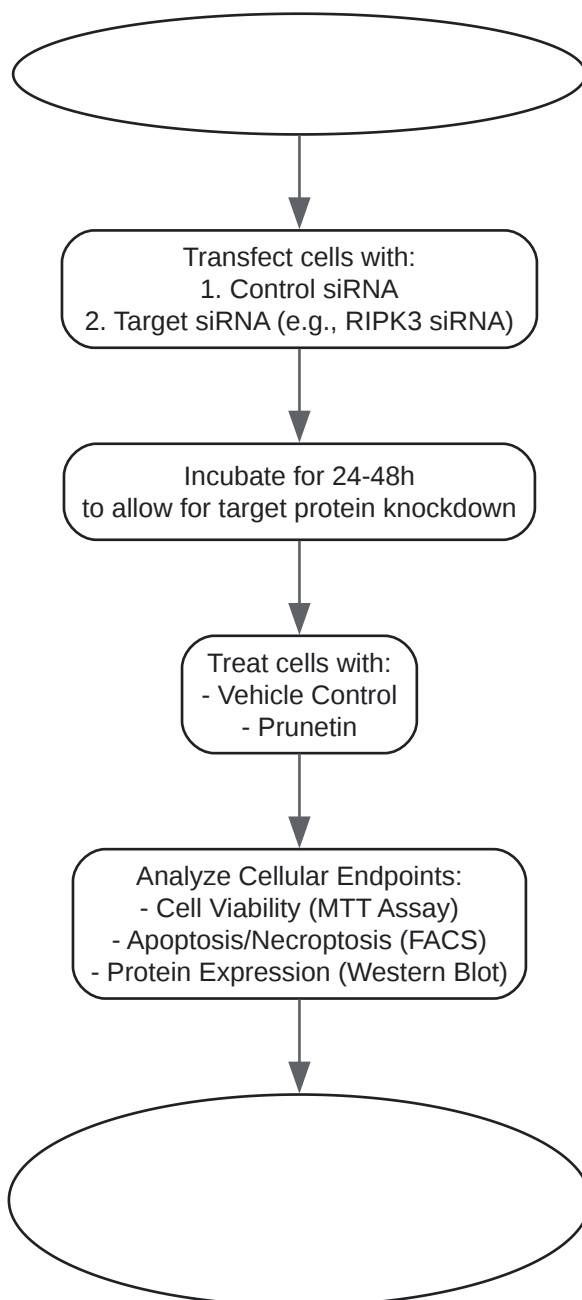 Transfect cells with:
1. Control siRNA
2. Target siRNA (e.g., RIPK3 siRNA)
Incubate for 24-48h
to allow for target protein knockdown
Treat cells with:
- Vehicle Control
- Prunetin
Analyze Cellular Endpoints:
- Cell Viability (MTT Assay)
- Apoptosis/Necroptosis (FACS)
- Protein Expression (Western Blot)